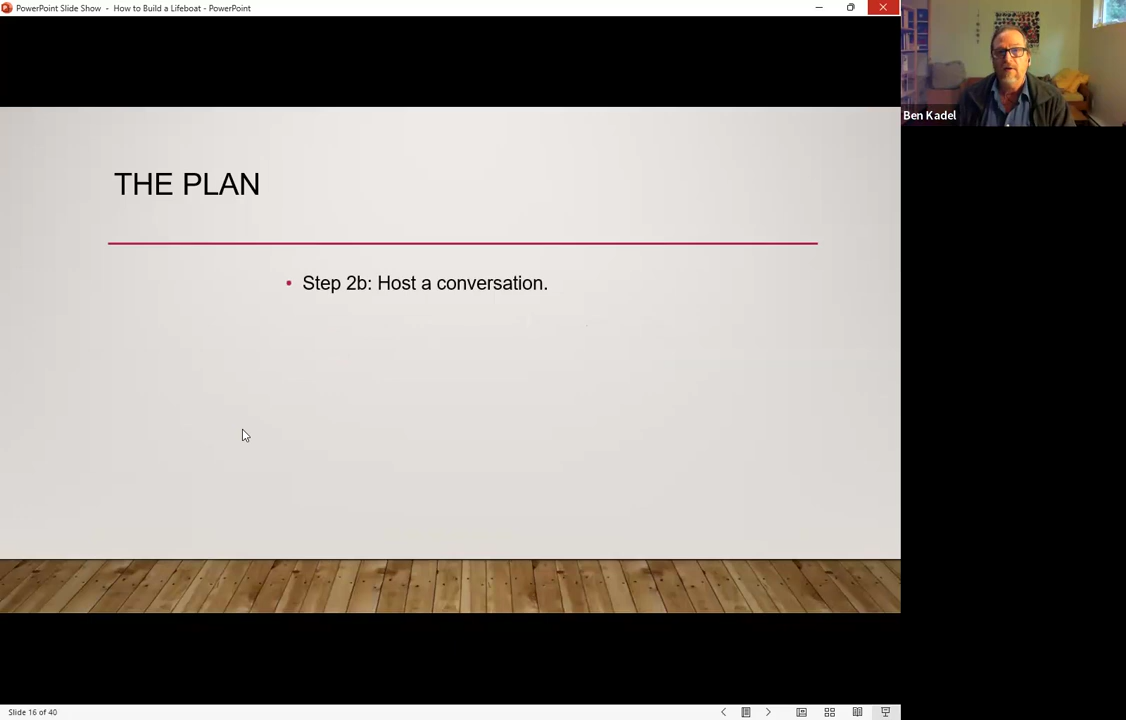 PowerPoint Slide Show - How to Build a Lifeboat - PowerPoint
Ben Kadel
THE PLAN
• Step 2b: Host a conversation.
Slide 16 of 40